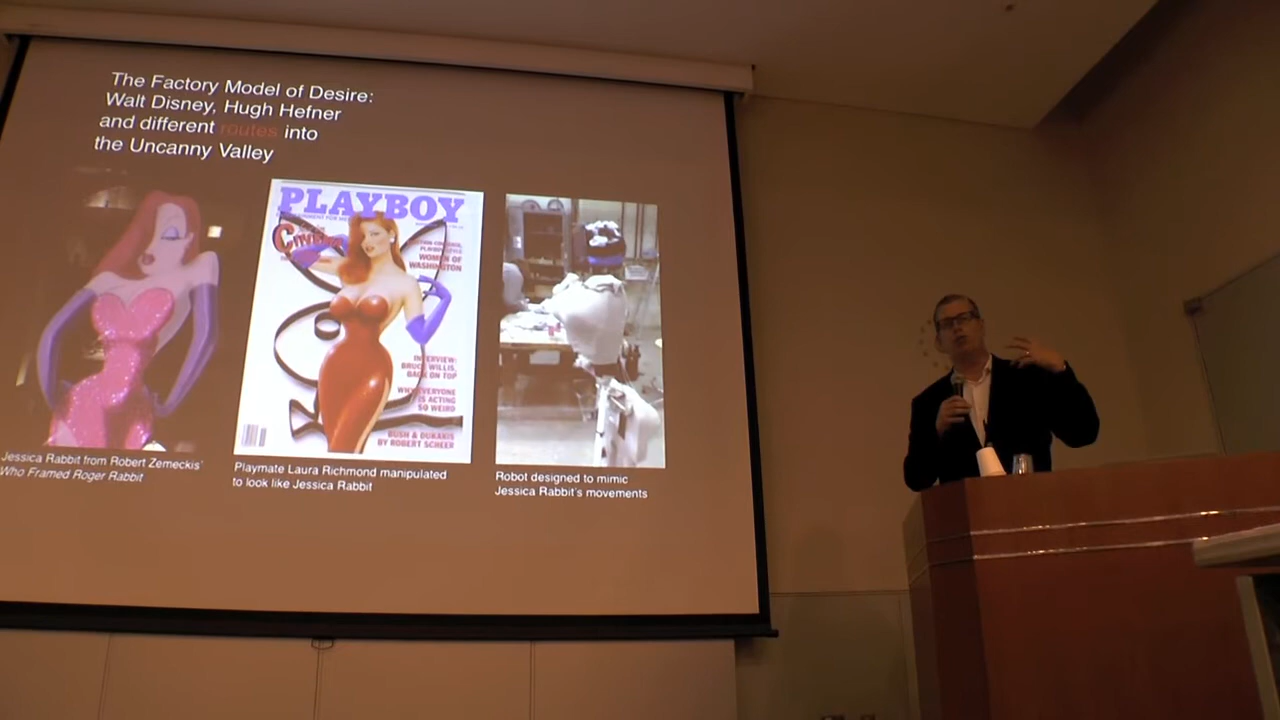 The Factory Model of Desire:
Walt Disney, Hugh Hefner
and different routes into
the Uncanny Valley
PLAYBOY
ENTERTAINMENT FOR
WOMEN OF
WASHINGTON
INTERVIEW:
BRUCE WILLIS,
BACK ON TOP
WHY EVERYONE
IS ACTING
SO WEIRD
BUSH & DUKAKIS
BY ROBERT SCHEER
Jessica Rabbit from Robert Zemeckis'
Who Framed Roger Rabbit
Playmate Laura Richmond manipulated
to look like Jessica Rabbit
Robot designed to mimic
Jessica Rabbit's movements